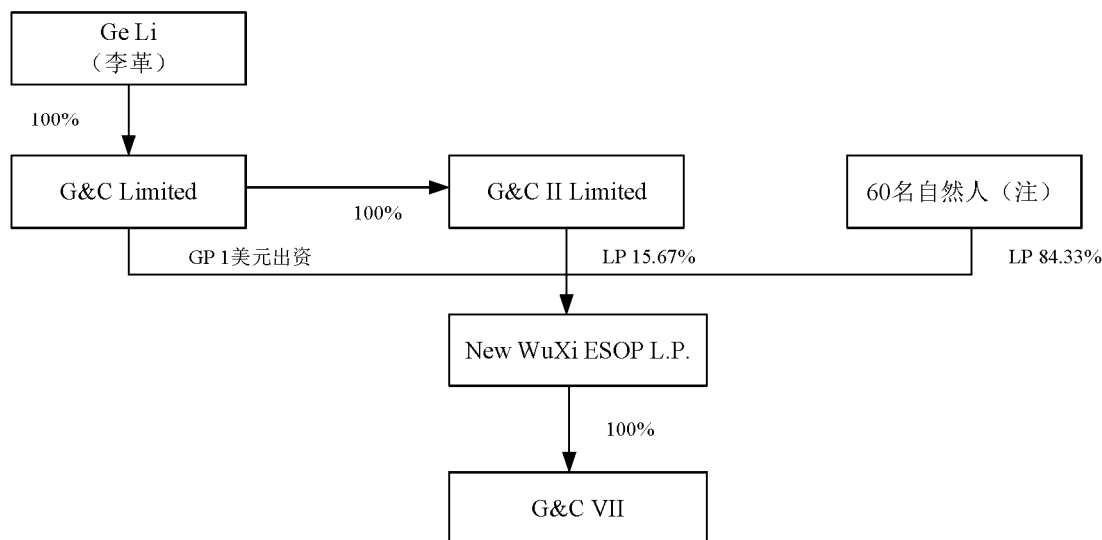 Ge Li
（李革）
100%
G&C Limited
G&C II Limited
60名自然人（注）
100%
GP 1美元出资
LP 15.67%
LP 84.33%
New WuXi ESOP L.P.
100%
G&C VII